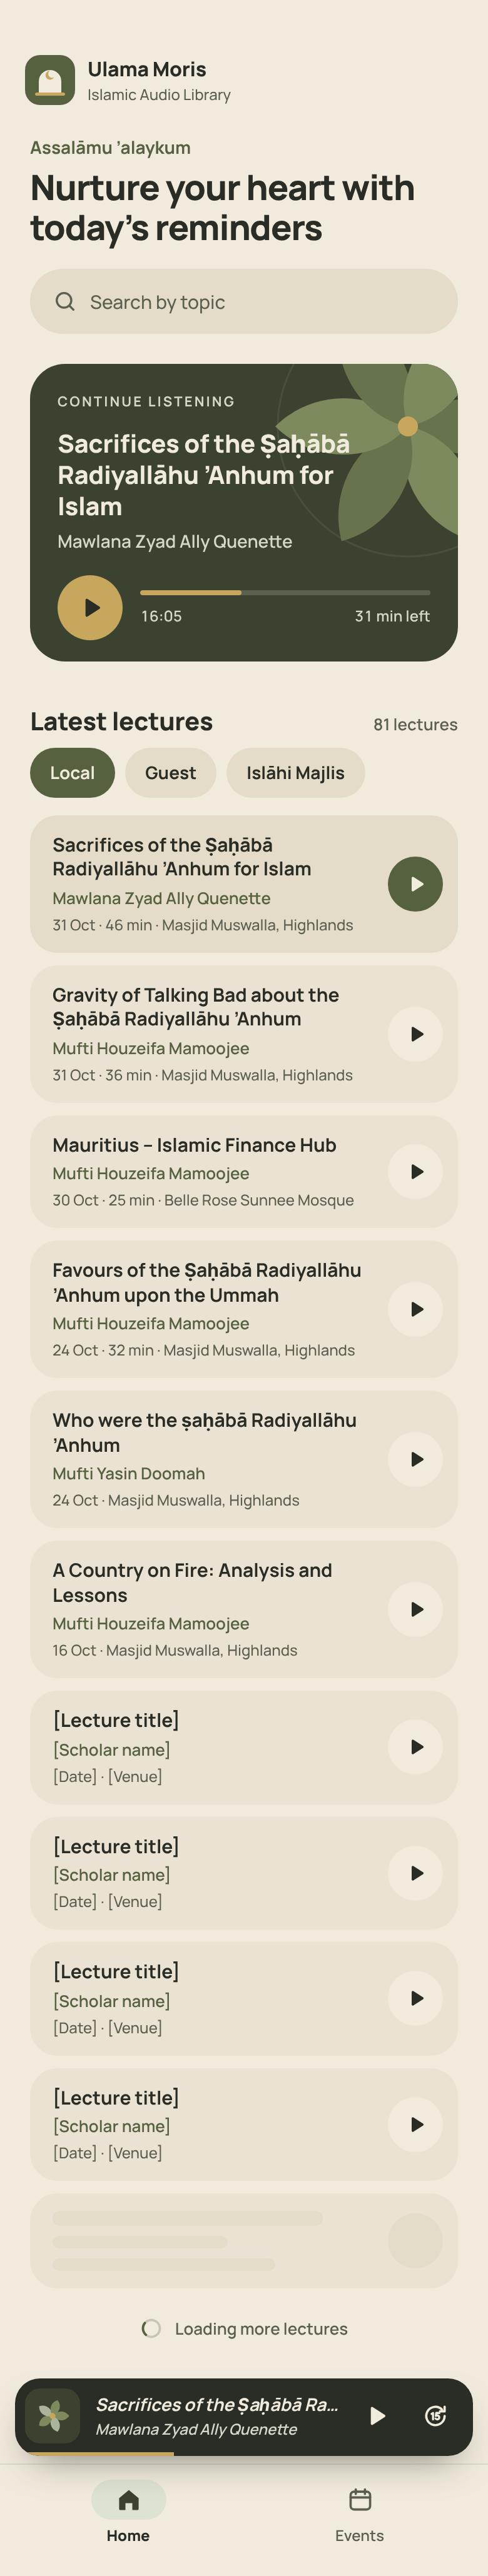 Ulama Moris
Islamic Audio Library
Assalāmu ’alaykum
Nurture your heart with
today’s reminders
Search by topic
CONTINUE LISTENING
Sacrifices of the Ṣaḥābā
Radiyallāhu ’Anhum for
Islam
Mawlana Zyad Ally Quenette
16:05
31 min left
Latest lectures
81 lectures
Local
Guest
Islāhi Majlis
Sacrifices of the Ṣaḥābā
Radiyallāhu ’Anhum for Islam
Mawlana Zyad Ally Quenette
31 Oct · 46 min · Masjid Muswalla, Highlands
Gravity of Talking Bad about the
Ṣaḥābā Radiyallāhu ’Anhum
Mufti Houzeifa Mamoojee
31 Oct · 36 min · Masjid Muswalla, Highlands
Mauritius – Islamic Finance Hub
Mufti Houzeifa Mamoojee
30 Oct · 25 min · Belle Rose Sunnee Mosque
Favours of the Ṣaḥābā Radiyallāhu
’Anhum upon the Ummah
Mufti Houzeifa Mamoojee
24 Oct · 32 min · Masjid Muswalla, Highlands
Who were the ṣaḥābā Radiyallāhu
’Anhum
Mufti Yasin Doomah
24 Oct · Masjid Muswalla, Highlands
A Country on Fire: Analysis and
Lessons
Mufti Houzeifa Mamoojee
16 Oct · Masjid Muswalla, Highlands
[Lecture title]
[Scholar name]
[Date] · [Venue]
[Lecture title]
[Scholar name]
[Date] · [Venue]
[Lecture title]
[Scholar name]
[Date] · [Venue]
[Lecture title]
[Scholar name]
[Date] · [Venue]
Loading more lectures
Sacrifices of the Ṣaḥābā Ra...
Mawlana Zyad Ally Quenette
15
Home
Events